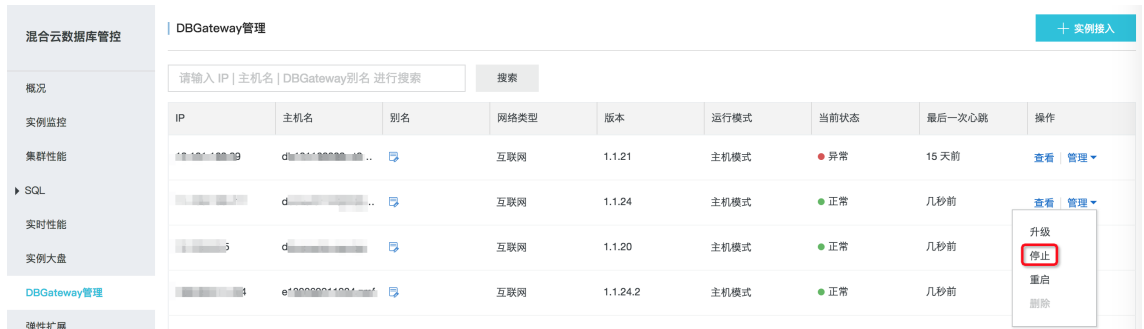 混合云数据库管控
概况
实例监控
集群性能
SQL
实时性能
实例大盘
DBGateway管理
弹性扩展
DBGateway管理
实例接入
请输入 IP | 主机名 | DBGateway别名 进行搜索
搜索
IP 主机名 别名 网络类型 版本 运行模式 当前状态 最后一次心跳 操作
互联网 1.1.21 主机模式 异常 15 天前 查看 管理
互联网 1.1.24 主机模式 正常 几秒前 查看 管理
互联网 1.1.20 主机模式 正常 几秒前
互联网 1.1.24.2 主机模式 正常 几秒前
升级
停止
重启
删除